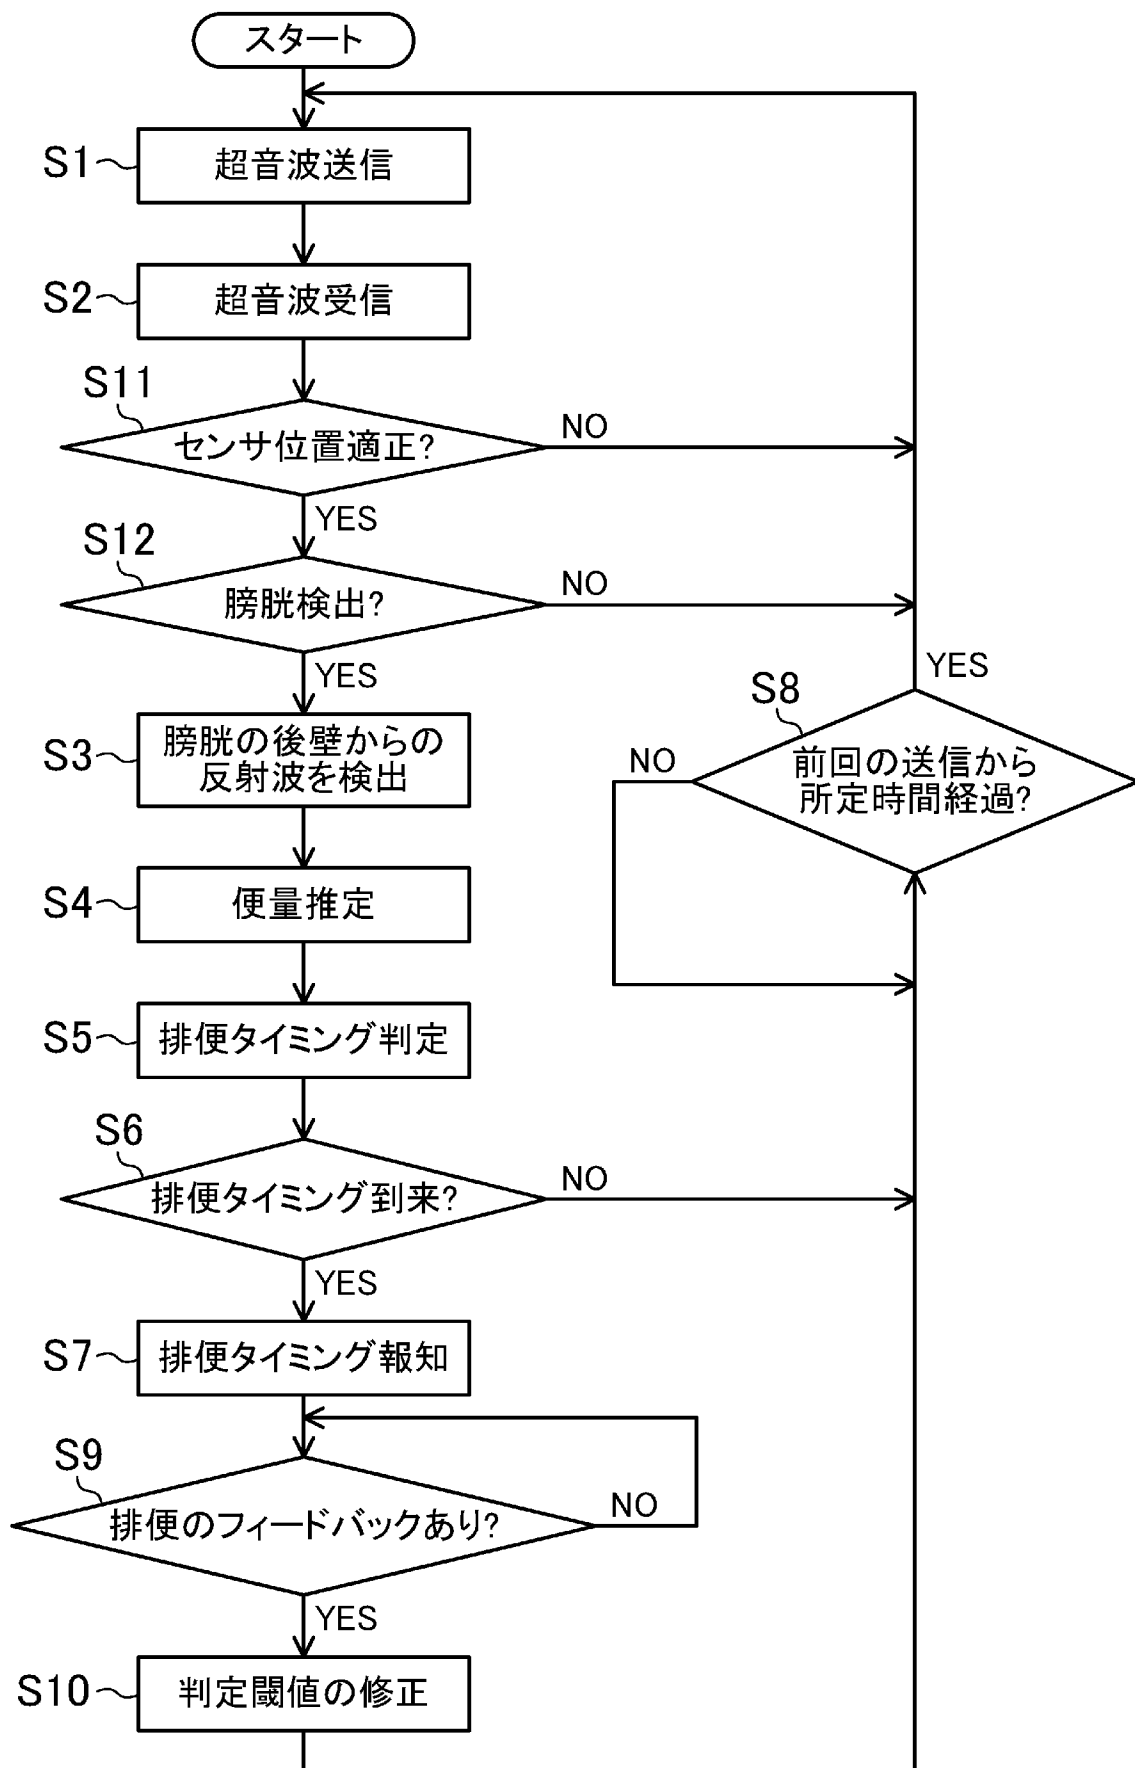 スタート
S1
超音波送信
S2
超音波受信
S11
センサ位置適正?
NO
YES
S12
膀胱検出?
NO
YES
S3
膀胱の後壁からの
反射波を検出
S8
YES
前回の送信から
所定時間経過?
NO
S4
便量推定
S5
排便タイミング判定
S6
排便タイミング到来?
NO
YES
S7
排便タイミング報知
S9
排便のフィードバックあり?
NO
YES
S10
判定閾値の修正